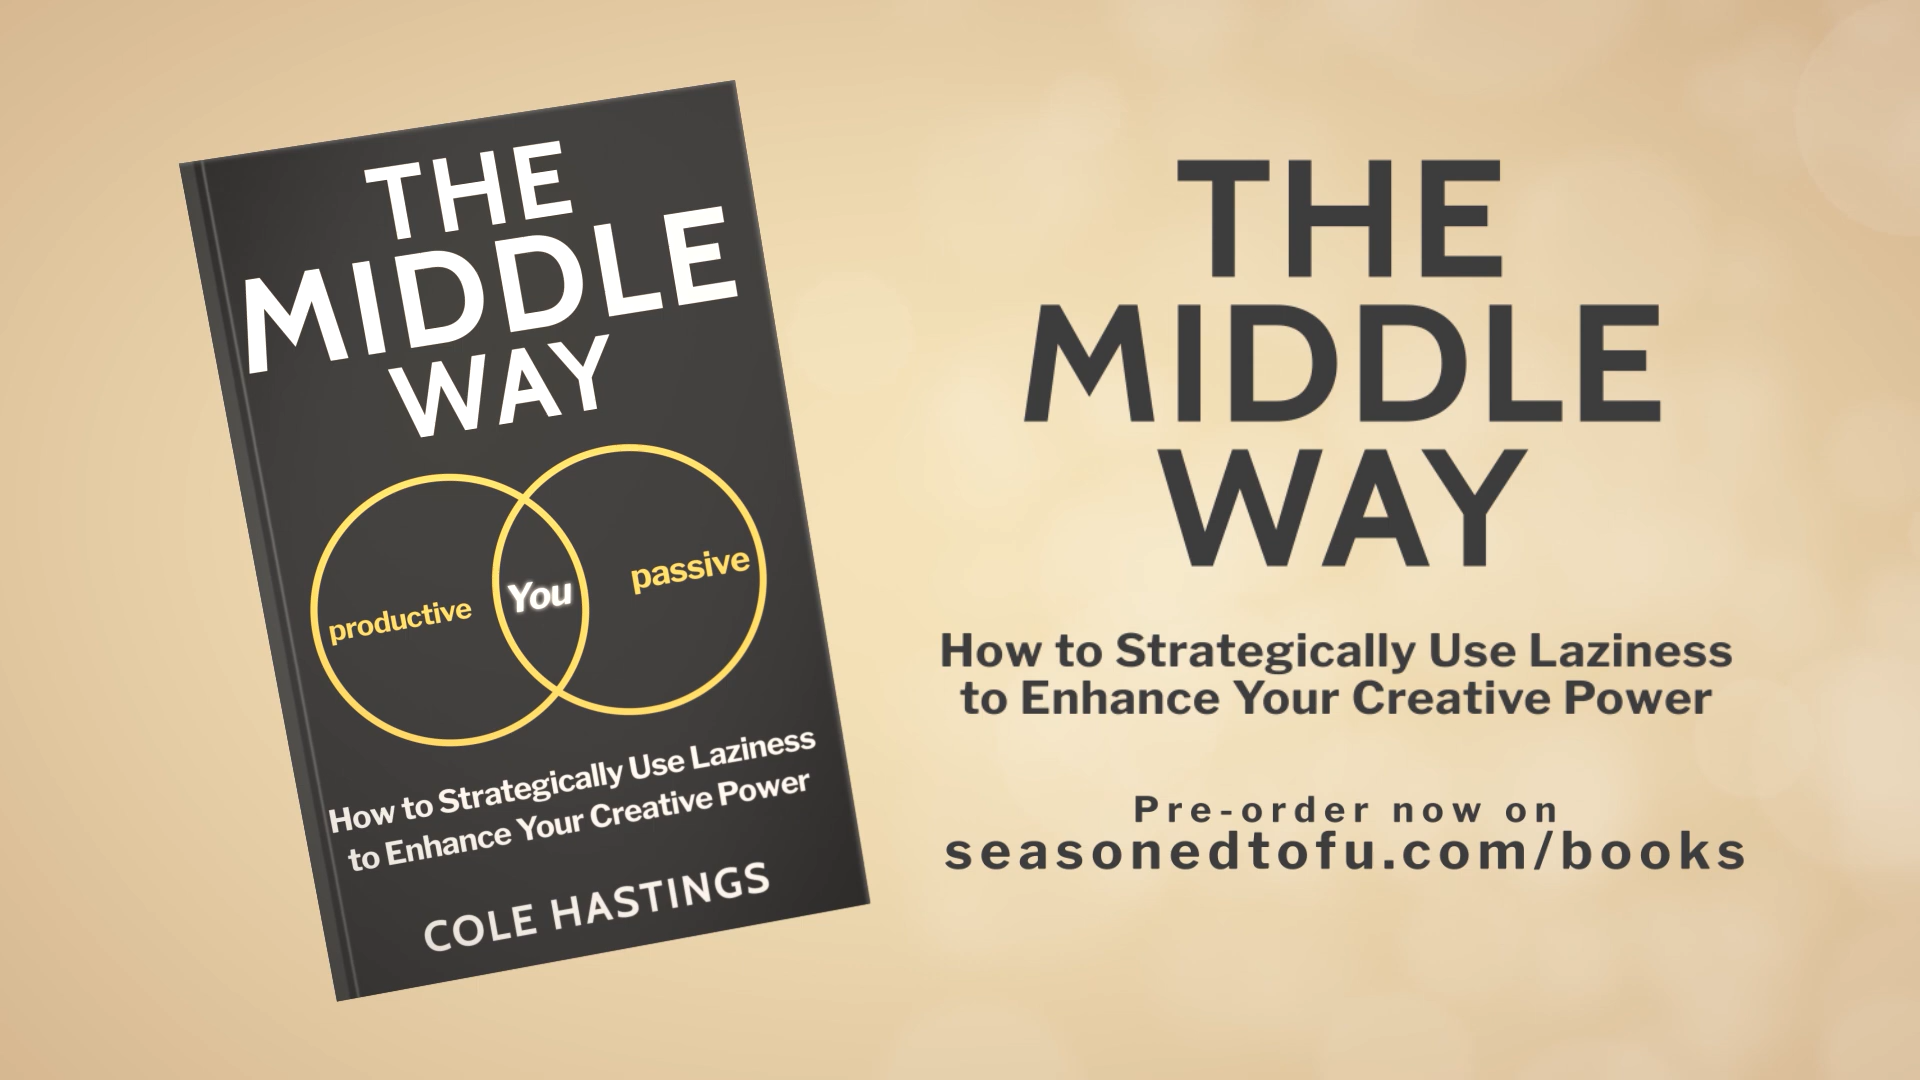 THE
MIDDLE
WAY
productive
You
passive
How to Strategically Use Laziness
to Enhance Your Creative Power
COLE HASTINGS
THE
MIDDLE
WAY
How to Strategically Use Laziness
to Enhance Your Creative Power
Pre-order now on
seasonedtofu.com/books